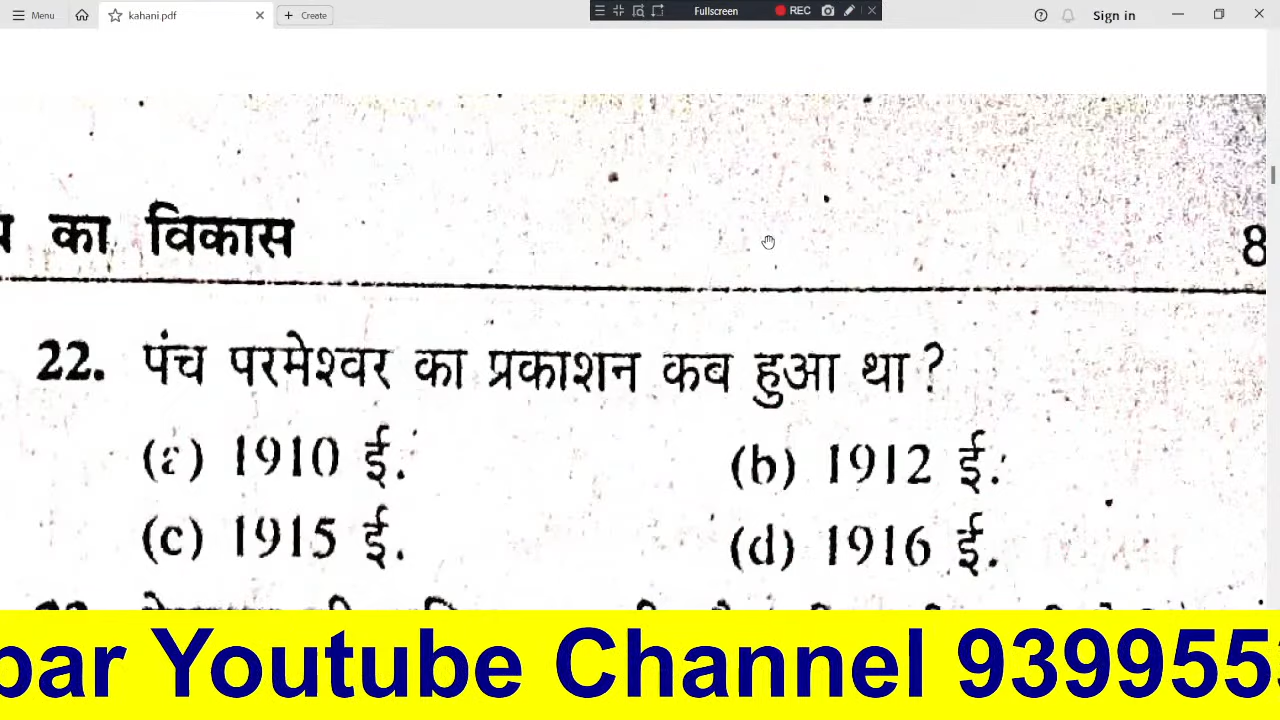 Menu
kahani.pdf
Create
Fullscreen
REC
Sign in
का विकास
8
22. पंच परमेश्वर का प्रकाशन कब हुआ था?
(a) 1910 ई. (b) 1912 ई.
(c) 1915 ई. (d) 1916 ई.
Youtube Channel